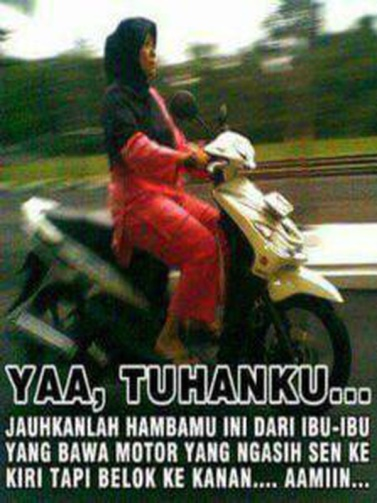 YAA, TUHANKU...
JAUHKANLAH HAMBAMU INI DARI IBU-IBU
YANG BAWA MOTOR YANG NGASIH SEN KE
KIRI TAPI BELOK KE KANAN.... AAMIIN...